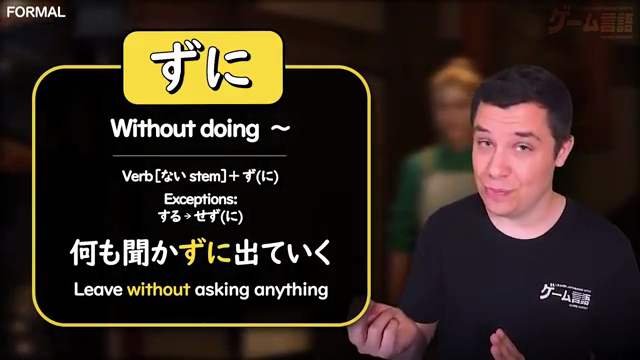 FORMAL
ゲーム言語
ずに
Without doing ～
Verb [ない stem] + ず(に)
Exceptions:
する → せず(に)
何も聞かずに出ていく
Leave without asking anything
ゲーム言語